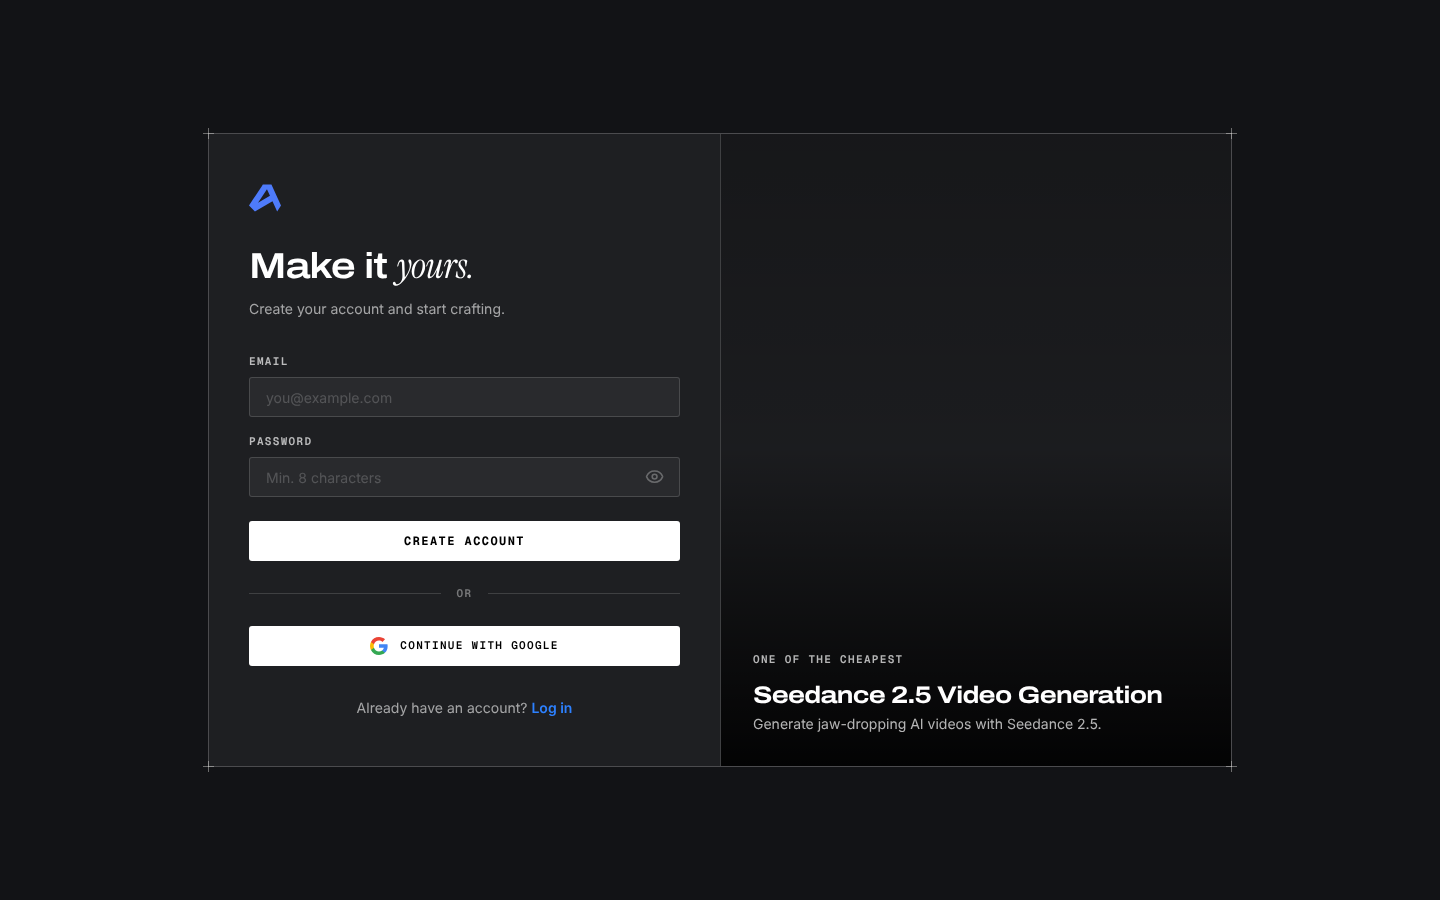 Make it yours.
Create your account and start crafting.
EMAIL
you@example.com
PASSWORD
Min. 8 characters
CREATE ACCOUNT
OR
CONTINUE WITH GOOGLE
Already have an account? Log in
ONE OF THE CHEAPEST
Seedance 2.5 Video Generation
Generate jaw-dropping AI videos with Seedance 2.5.